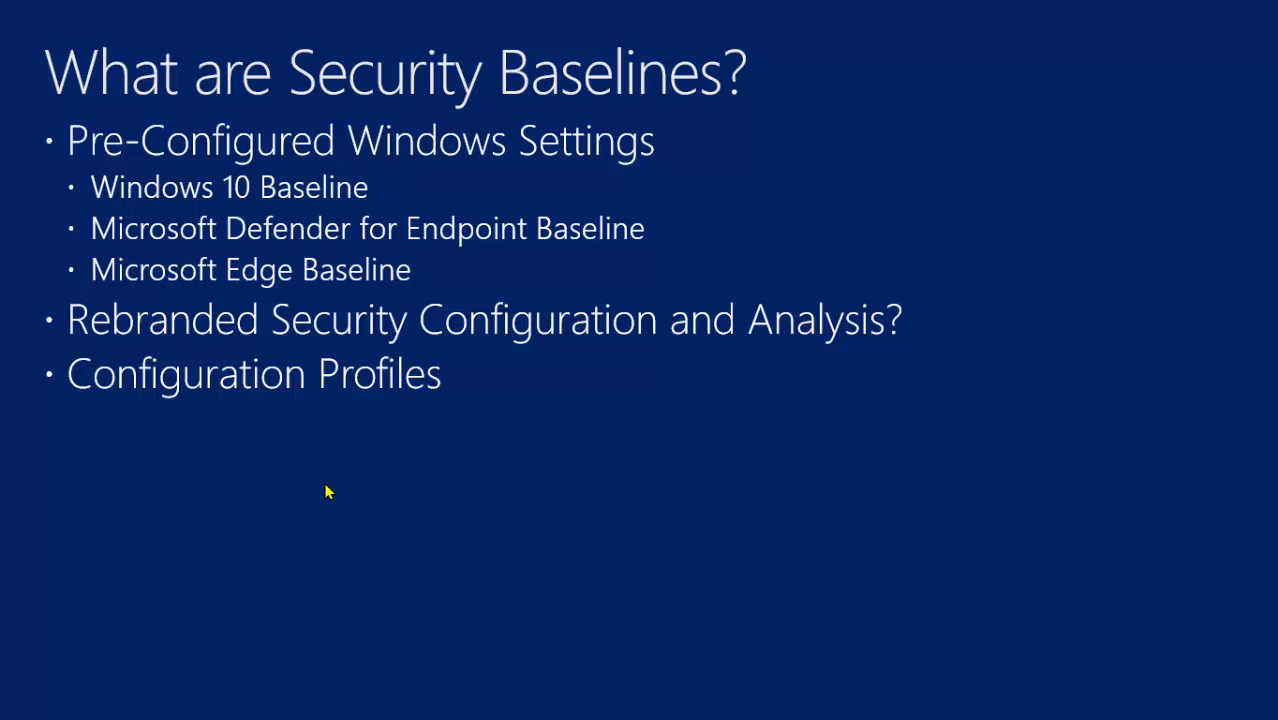 What are Security Baselines?
• Pre-Configured Windows Settings
• Windows 10 Baseline
• Microsoft Defender for Endpoint Baseline
• Microsoft Edge Baseline
• Rebranded Security Configuration and Analysis?
• Configuration Profiles